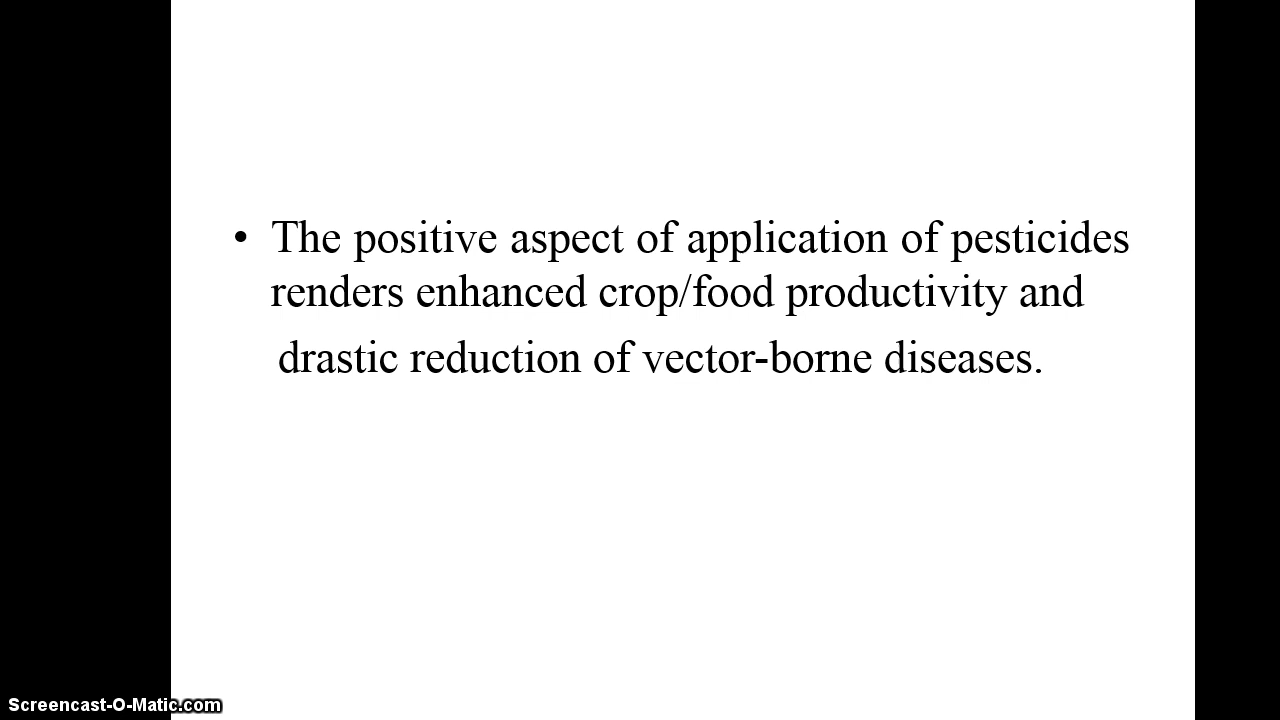 • The positive aspect of application of pesticides
renders enhanced crop/food productivity and
drastic reduction of vector-borne diseases.
Screencast-O-Matic.com